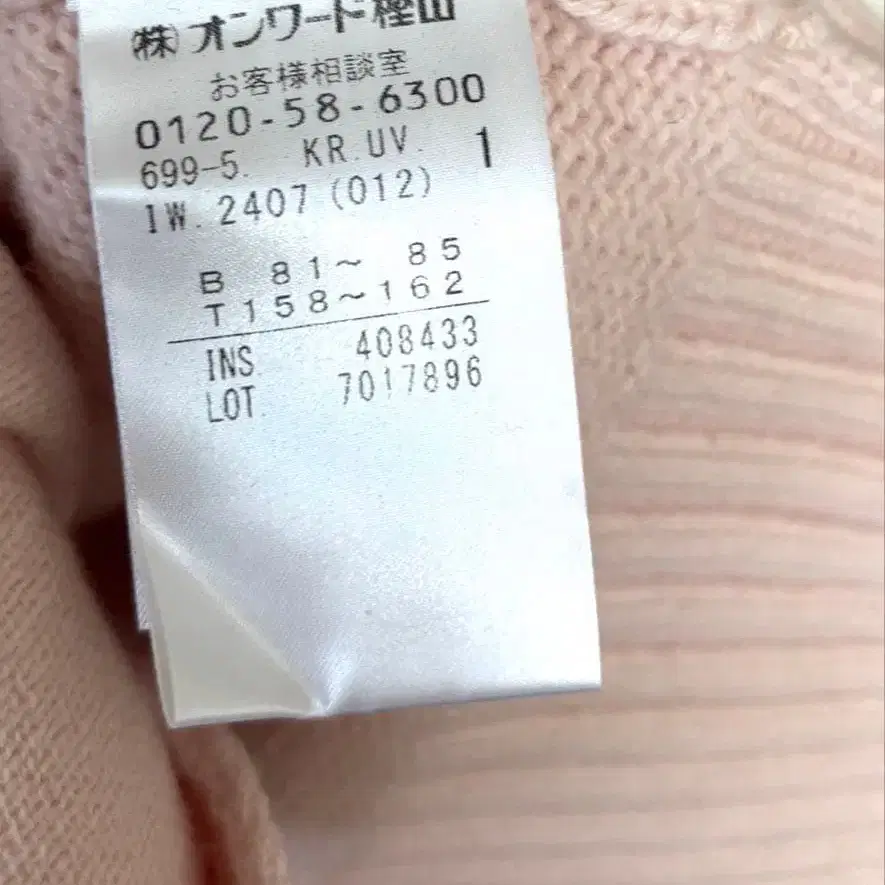 (株)オンワード樫山
お客様相談室
0120-58-6300
699-5. KR.UV. 1
IW. 2407 (012)
B 81~ 85
T158~162
INS 408433
LOT. 7017896